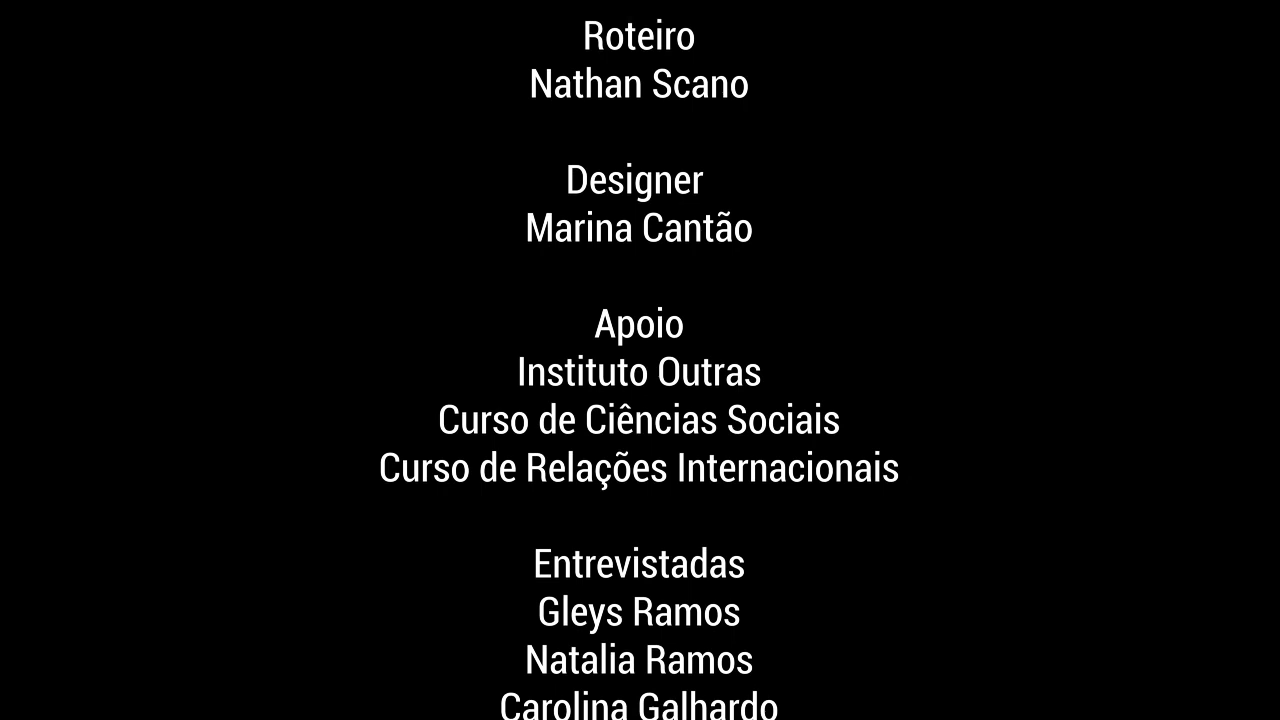 Roteiro
Nathan Scano
Designer
Marina Cantão
Apoio
Instituto Outras
Curso de Ciências Sociais
Curso de Relações Internacionais
Entrevistadas
Gleys Ramos
Natalia Ramos
Carolina Galhardo